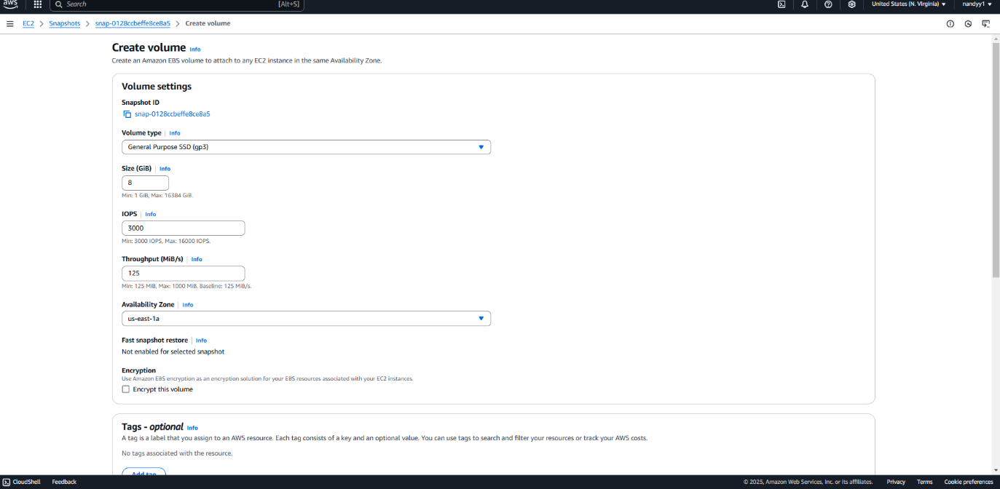 aws Search [Alt+S] United States (N. Virginia) nandyy1
EC2 > Snapshots > snap-0128ccbeffe8ce8a5 > Create volume
Create volume Info
Create an Amazon EBS volume to attach to any EC2 instance in the same Availability Zone.
Volume settings
Snapshot ID
snap-0128ccbeffe8ce8a5
Volume type Info
General Purpose SSD (gp3)
Size (GiB) Info
8
Min: 1 GiB, Max: 16384 GiB.
IOPS Info
3000
Min: 3000 IOPS, Max: 16000 IOPS.
Throughput (MiB/s) Info
125
Min: 125 MiB, Max: 1000 MiB. Baseline: 125 MiB/s.
Availability Zone Info
us-east-1a
Fast snapshot restore Info
Not enabled for selected snapshot
Encryption
Use Amazon EBS encryption as an encryption solution for your EBS resources associated with your EC2 instances.
Encrypt this volume
Tags - optional Info
A tag is a label that you assign to an AWS resource. Each tag consists of a key and an optional value. You can use tags to search and filter your resources or track your AWS costs.
No tags associated with the resource.
Add tag
CloudShell Feedback © 2025, Amazon Web Services, Inc. or its affiliates. Privacy Terms Cookie preferences